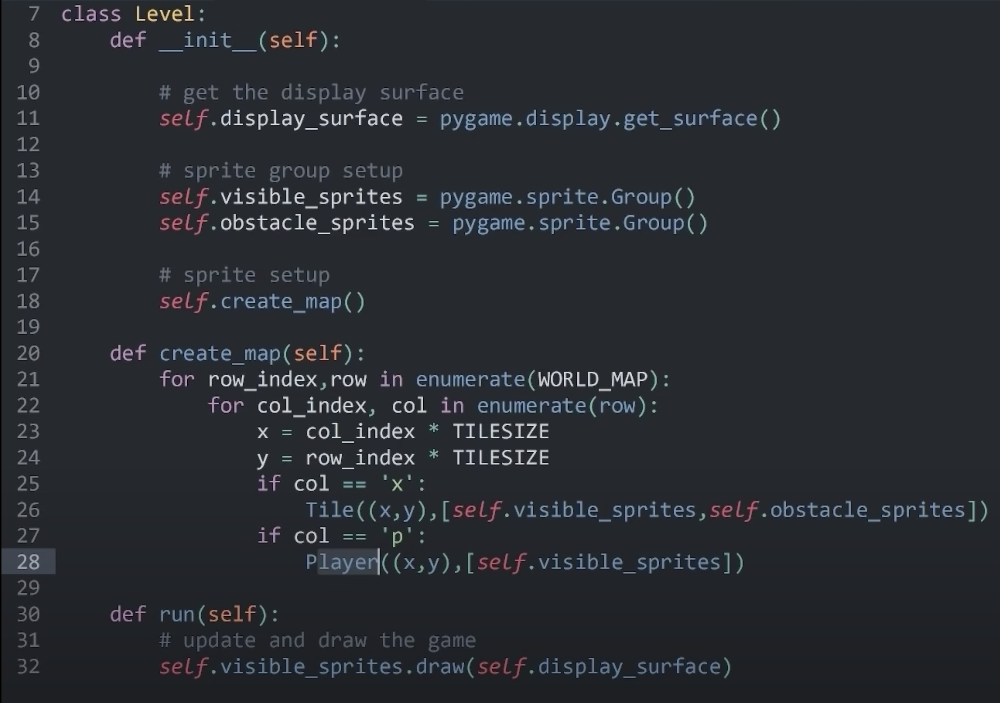 7 class Level:
8     def __init__(self):
9
10         # get the display surface
11         self.display_surface = pygame.display.get_surface()
12
13         # sprite group setup
14         self.visible_sprites = pygame.sprite.Group()
15         self.obstacle_sprites = pygame.sprite.Group()
16
17         # sprite setup
18         self.create_map()
19
20     def create_map(self):
21         for row_index,row in enumerate(WORLD_MAP):
22             for col_index, col in enumerate(row):
23                 x = col_index * TILESIZE
24                 y = row_index * TILESIZE
25                 if col == 'x':
26                     Tile((x,y),[self.visible_sprites,self.obstacle_sprites])
27                 if col == 'p':
28                     Player((x,y),[self.visible_sprites])
29
30     def run(self):
31         # update and draw the game
32         self.visible_sprites.draw(self.display_surface)